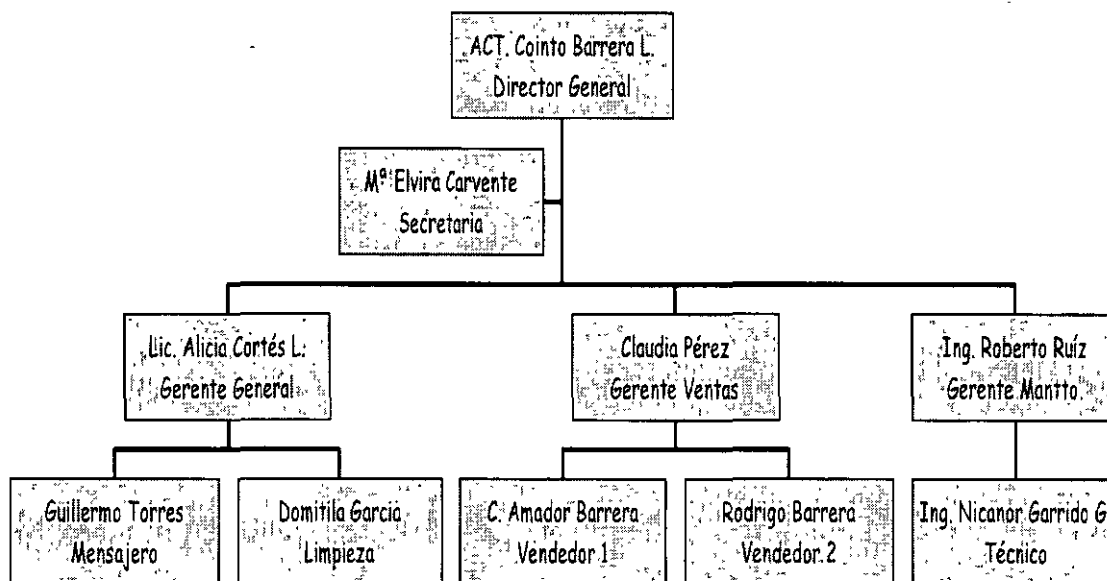 ACT. Cointo Barrera L.
Director General
Mª Elvira Carvente
Secretaria
Lic. Alicia Cortés L.
Gerente General
Claudia Pérez
Gerente Ventas
Ing. Roberto Ruíz
Gerente Mantto.
Guillermo Torres
Mensajero
Domitila García
Limpieza
C. Amador Barrera
Vendedor 1
Rodrigo Barrera
Vendedor 2
Ing. Nicanor Garrido G
Técnico